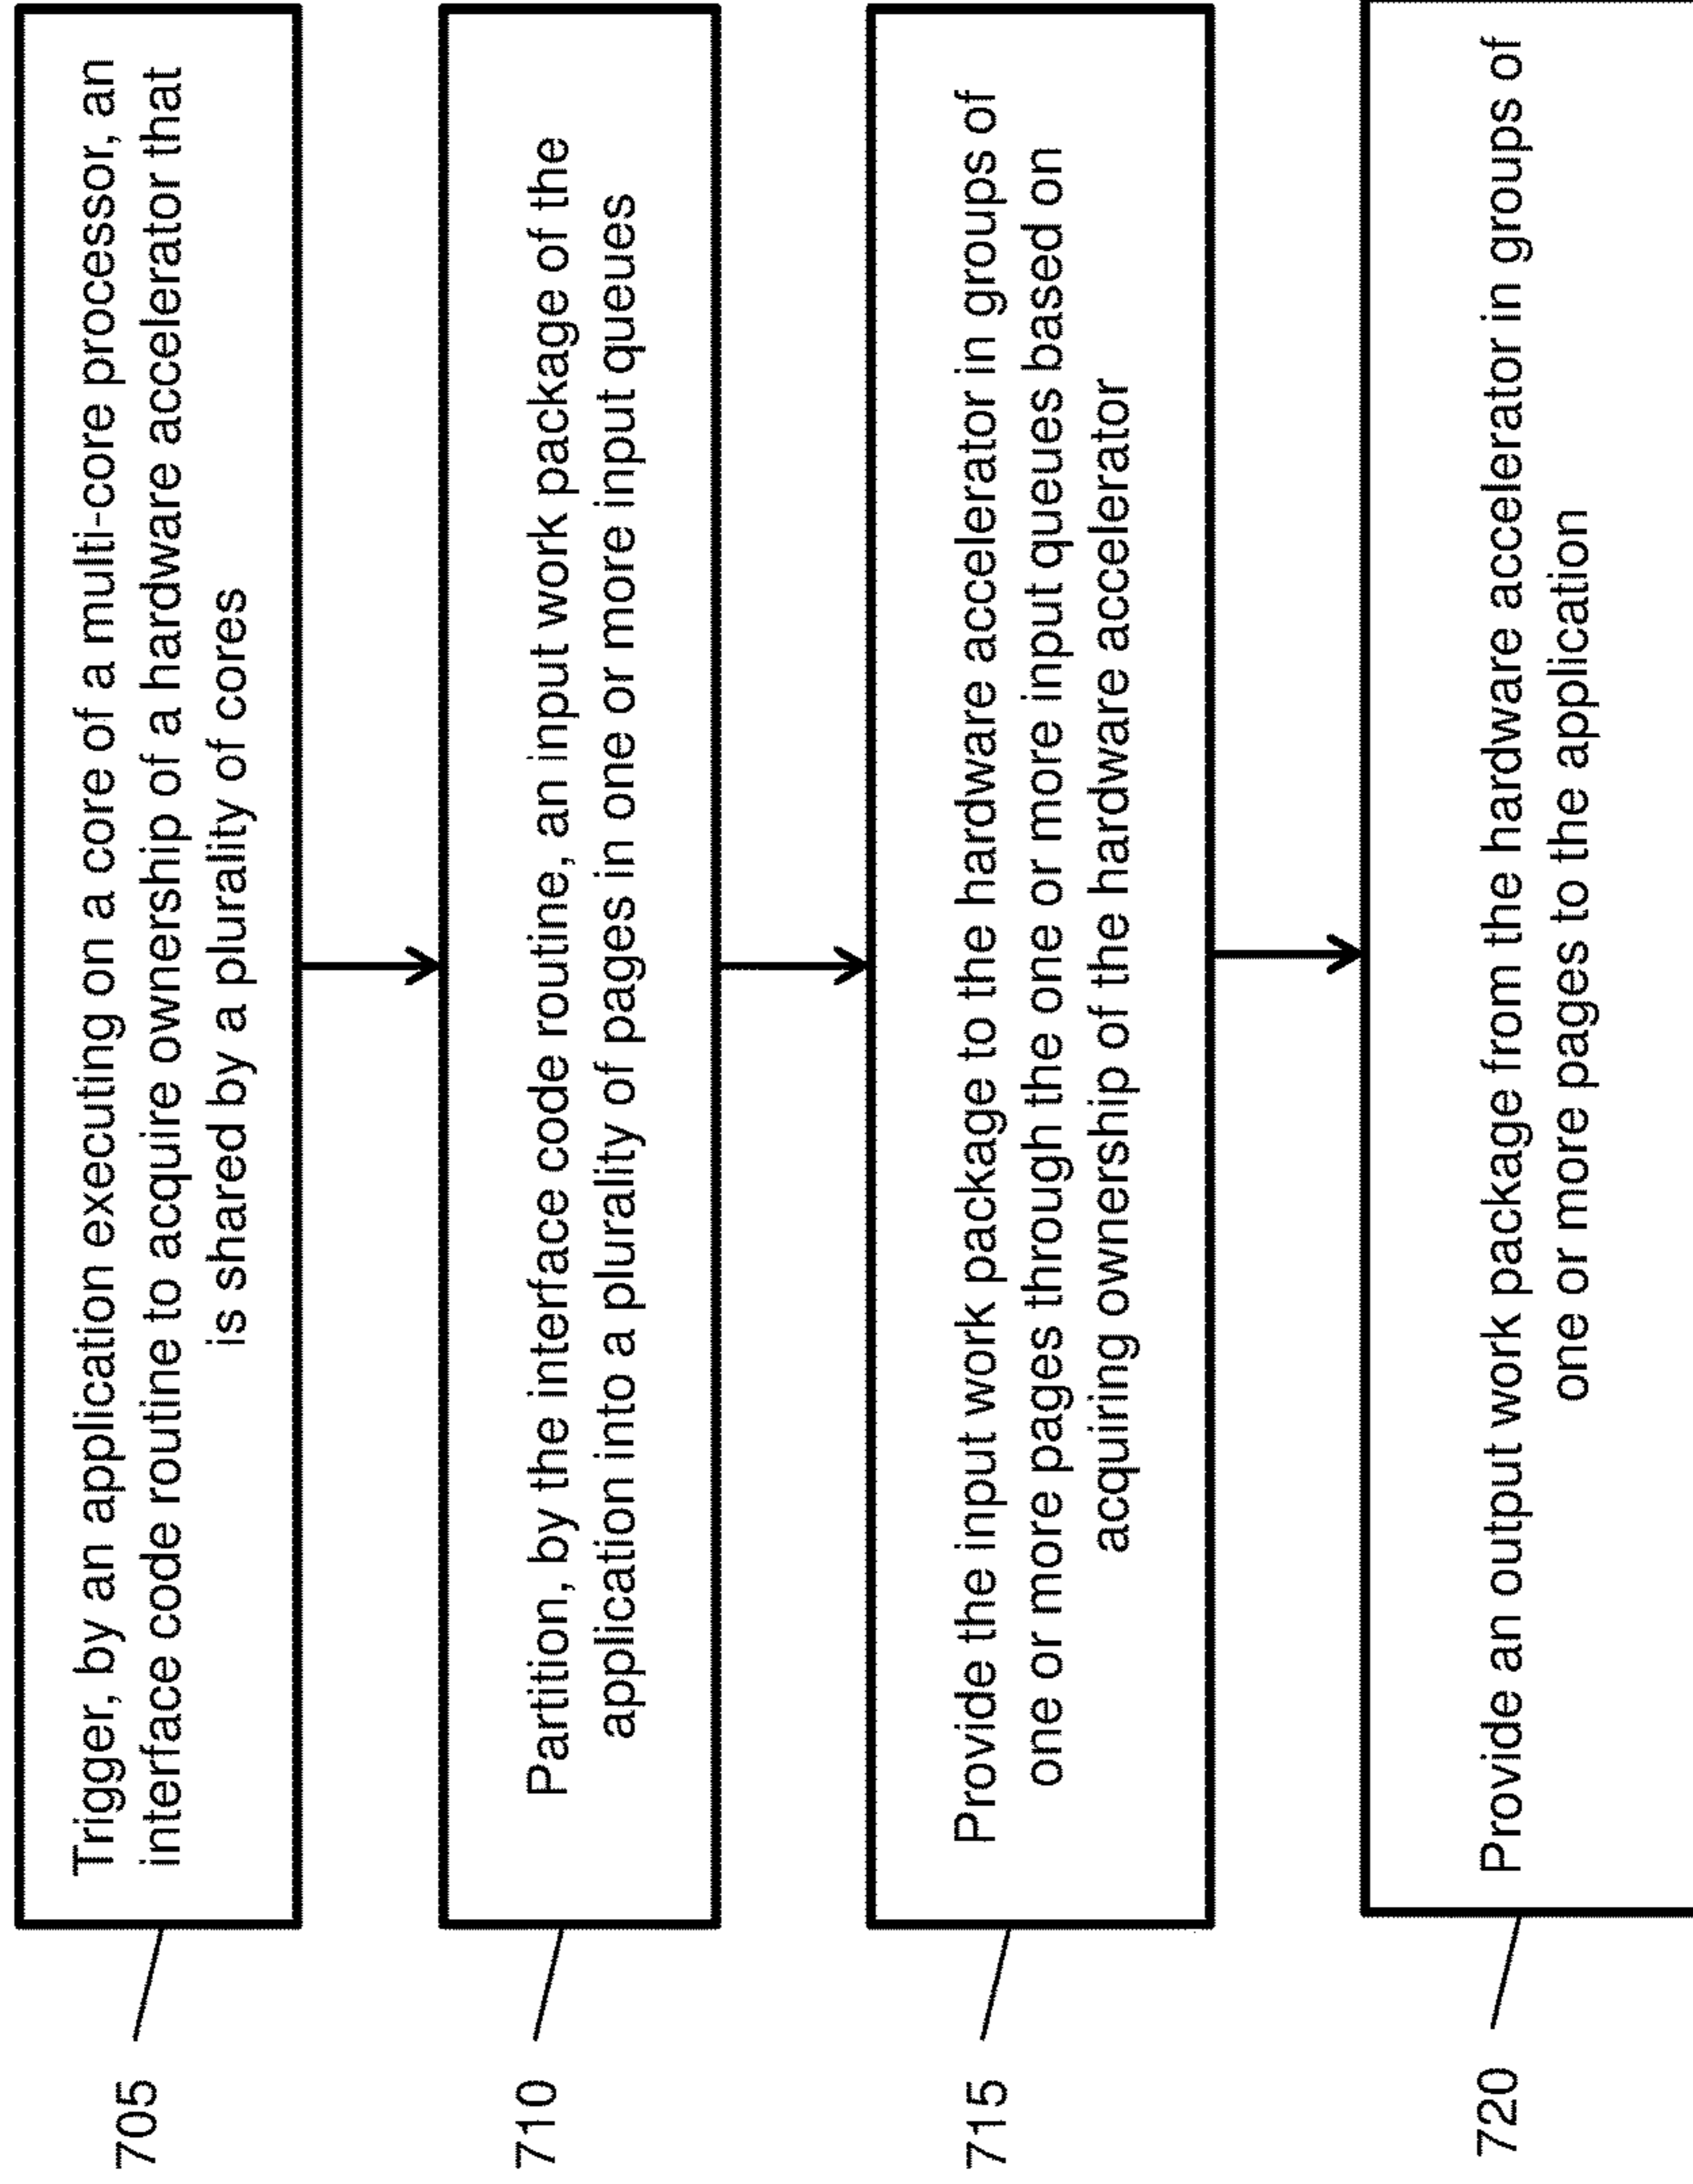 705
Trigger, by an application executing on a core of a multi-core processor, an
interface code routine to acquire ownership of a hardware accelerator that
is shared by a plurality of cores
710
Partition, by the interface code routine, an input work package of the
application into a plurality of pages in one or more input queues
715
Provide the input work package to the hardware accelerator in groups of
one or more pages through the one or more input queues based on
acquiring ownership of the hardware accelerator
720
Provide an output work package from the hardware accelerator in groups of
one or more pages to the application